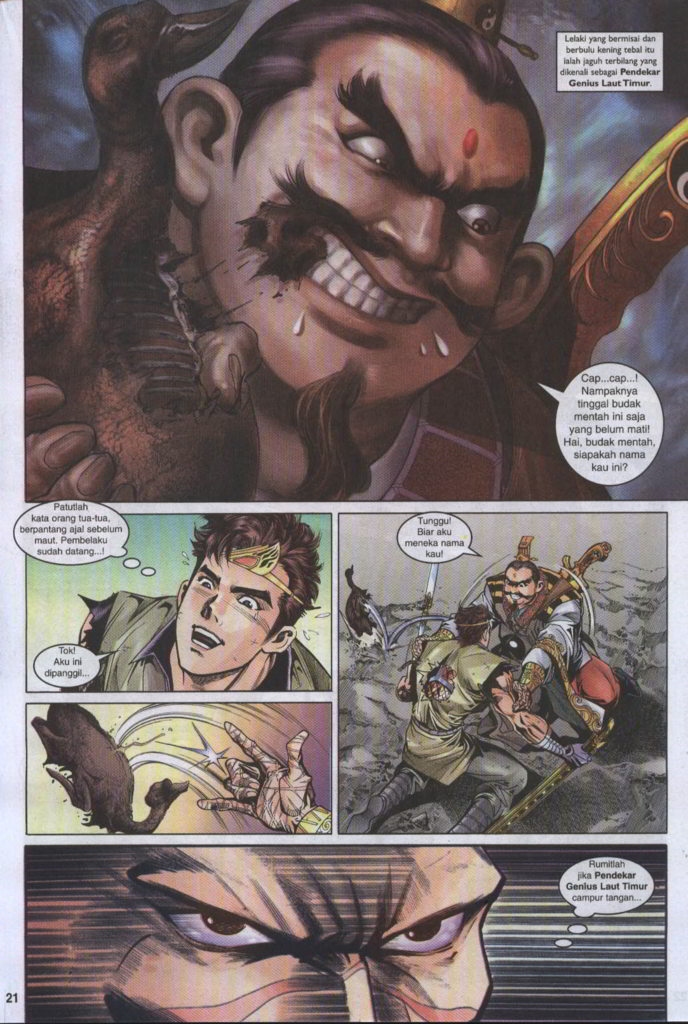 Lelaki yang bermisai dan
berbulu kening tebal itu
ialah jaguh terbilang yang
dikenali sebagai Pendekar
Genius Laut Timur.
Cap...cap...!
Nampaknya
tinggal budak
mentah ini saja
yang belum mati!
Hai, budak mentah,
siapakah nama
kau ini?
Patutlah
kata orang tua-tua,
berpantang ajal sebelum
maut. Pembelaku
sudah datang...!
Tok!
Aku ini
dipanggil...
Tunggu!
Biar aku
meneka nama
kau!
Rumitlah
jika Pendekar
Genius Laut Timur
campur tangan...
21